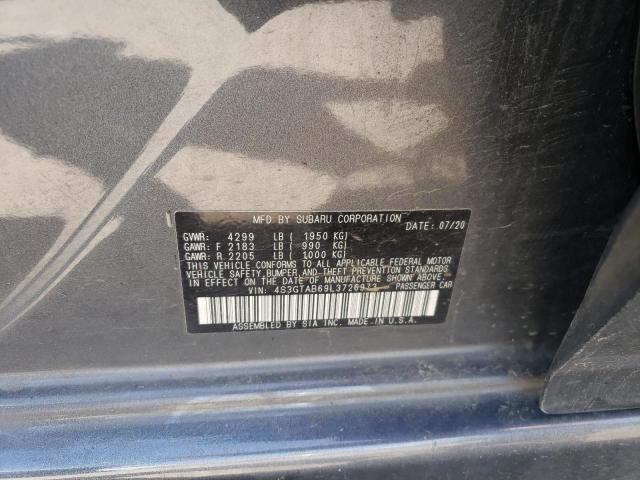 MFD BY SUBARU CORPORATION DATE: 07/20
GVWR: 4299 LB ( 1950 KG)
GAWR: F 2183 LB ( 990 KG)
GAWR: R 2205 LB ( 1000 KG)
THIS VEHICLE CONFORMS TO ALL APPLICABLE FEDERAL MOTOR
VEHICLE SAFETY, BUMPER, AND THEFT PREVENTION STANDARDS
IN EFFECT ON THE DATE OF MANUFACTURE SHOWN ABOVE.
VIN: 4S3GTAB69L3726973 PASSENGER CAR
ASSEMBLED BY SIA INC. IN U.S.A.